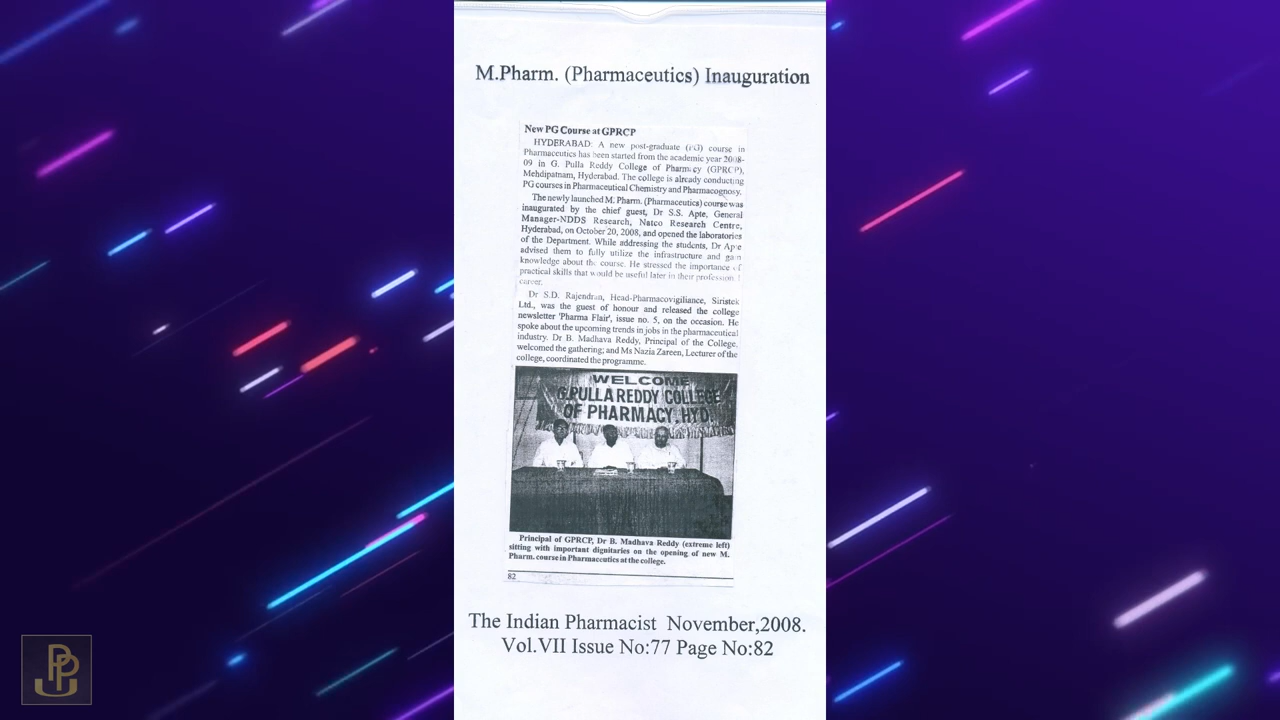 M.Pharm. (Pharmaceutics) Inauguration
New PG Course at GPRCP
HYDERABAD: A new post-graduate (PG) course in
Pharmaceutics has been started from the academic year 2008-
09 in G. Pulla Reddy College of Pharmacy (GPRCP),
Mehdipatnam, Hyderabad. The college is already conducting
PG courses in Pharmaceutical Chemistry and Pharmacognosy.
The newly launched M. Pharm. (Pharmaceutics) course was
inaugurated by the chief guest, Dr S.S. Apte, General
Manager-NDDS Research, Natco Research Centre,
Hyderabad, on October 20, 2008, and opened the laboratories
of the Department. While addressing the students, Dr Apte
advised them to fully utilize the infrastructure and gain
knowledge about the course. He stressed the importance of
practical skills that would be useful later in their professional
career.
Dr S.D. Rajendran, Head-Pharmacovigiliance, Siristek
Ltd., was the guest of honour and released the college
newsletter 'Pharma Flair', issue no. 5, on the occasion. He
spoke about the upcoming trends in jobs in the pharmaceutical
industry. Dr B. Madhava Reddy, Principal of the College,
welcomed the gathering; and Ms Nazia Zareen, Lecturer of the
college, coordinated the programme.
WELCOME
G.PULLA REDDY COLLEGE
OF PHARMACY, HYD.
Principal of GPRCP, Dr B. Madhava Reddy (extreme left)
sitting with important dignitaries on the opening of new M.
Pharm. course in Pharmaceutics at the college.
82
The Indian Pharmacist November,2008.
Vol.VII Issue No:77 Page No:82